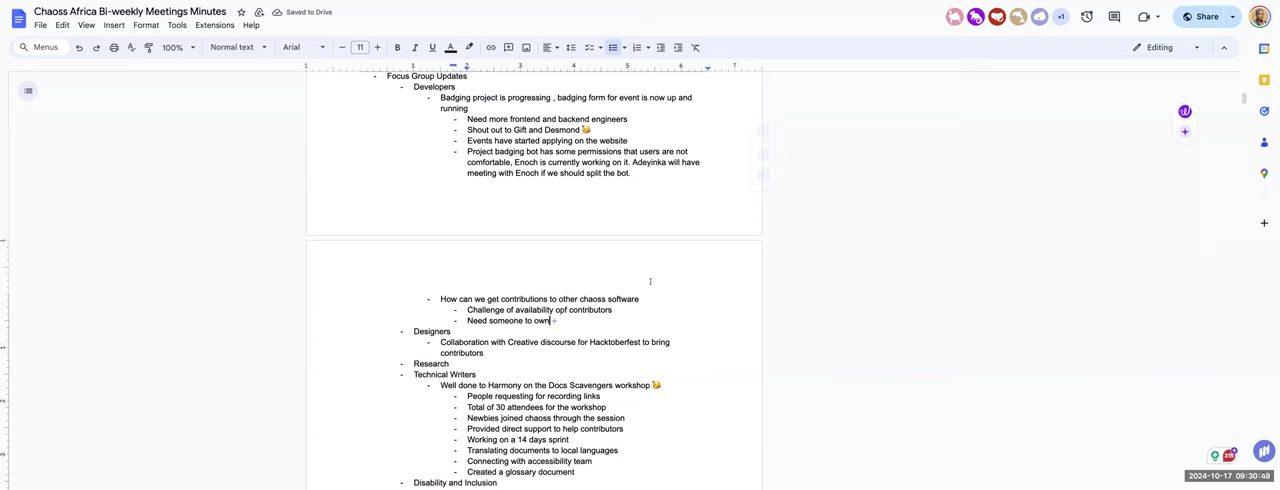 Chaoss Africa Bi-weekly Meetings Minutes
Saved to Drive
File Edit View Insert Format Tools Extensions Help
+1
Share
Menus
100%
Normal text
Arial
11
Editing
1 1 2 3 4 5 6 7
- Focus Group Updates
- Developers
- Badging project is progressing , badging form for event is now up and
running
- Need more frontend and backend engineers
- Shout out to Gift and Desmond
- Events have started applying on the website
- Project badging bot has some permissions that users are not
comfortable, Enoch is currently working on it. Adeyinka will have
meeting with Enoch if we should split the bot.
- How can we get contributions to other chaoss software
- Challenge of availability opf contributors
- Need someone to own
- Designers
- Collaboration with Creative discourse for Hacktoberfest to bring
contributors
- Research
- Technical Writers
- Well done to Harmony on the Docs Scavengers workshop
- People requesting for recording links
- Total of 30 attendees for the workshop
- Newbies joined chaoss through the session
- Provided direct support to help contributors
- Working on a 14 days sprint
- Translating documents to local languages
- Connecting with accessibility team
- Created a glossary document
- Disability and Inclusion
2024-10-17 09:30:49